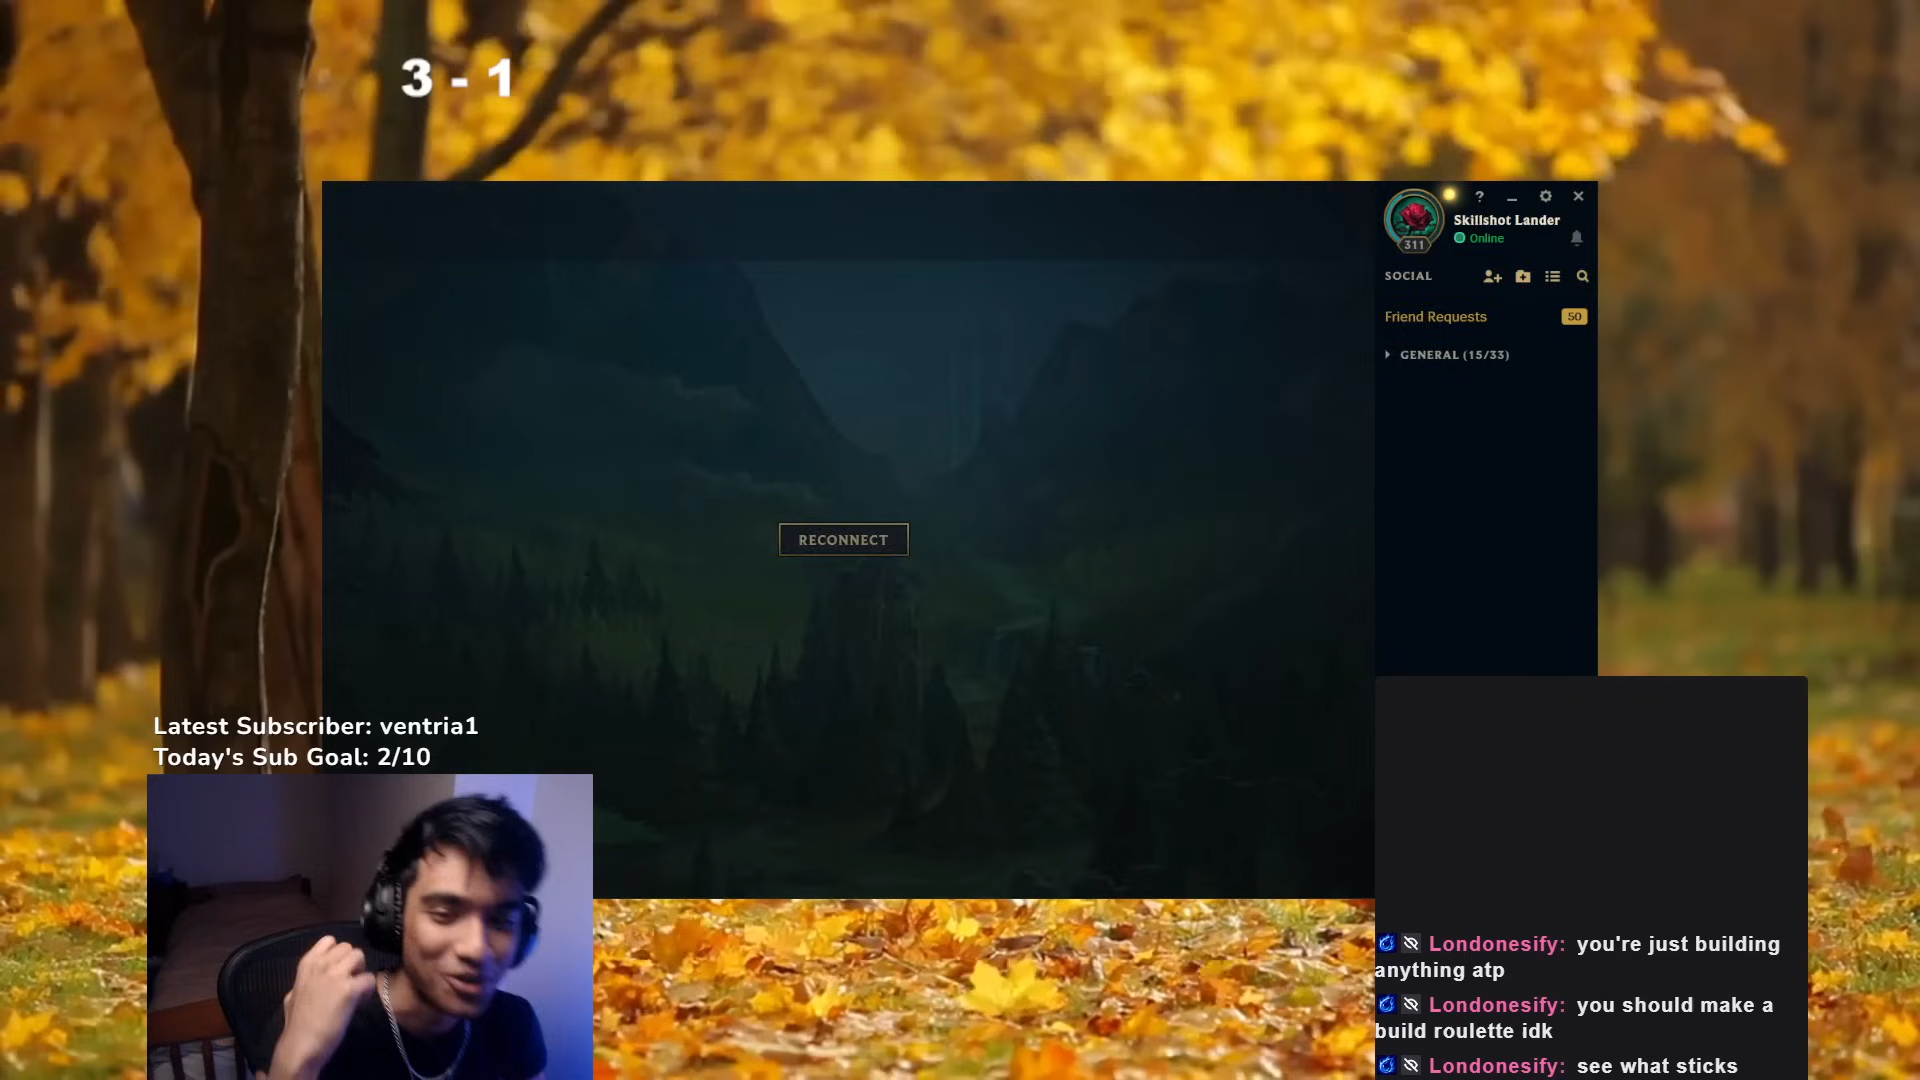 3 - 1
?
Skillshot Lander
311
Online
SOCIAL
Friend Requests
50
GENERAL (15/33)
RECONNECT
Latest Subscriber: ventria1
Today's Sub Goal: 2/10
Londonesify: you're just building
anything atp
Londonesify: you should make a
build roulette idk
Londonesify: see what sticks